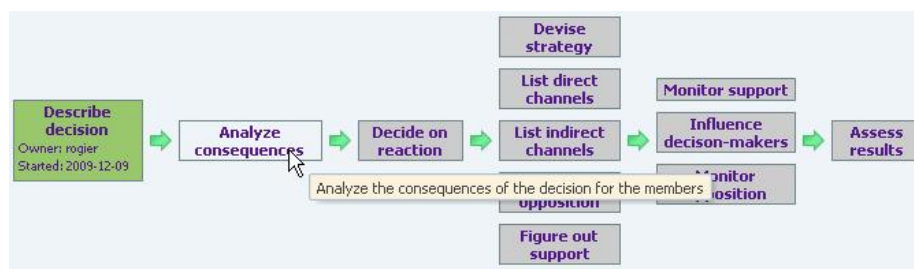 Describe
decision
Owner: rogier
Started: 2009-12-09
Analyze
consequences
Decide on
reaction
Devise
strategy
List direct
channels
List indirect
channels
opposition
Figure out
support
Monitor support
Influence
decison-makers
Monitor
Assess
results
Analyze the consequences of the decision for the members